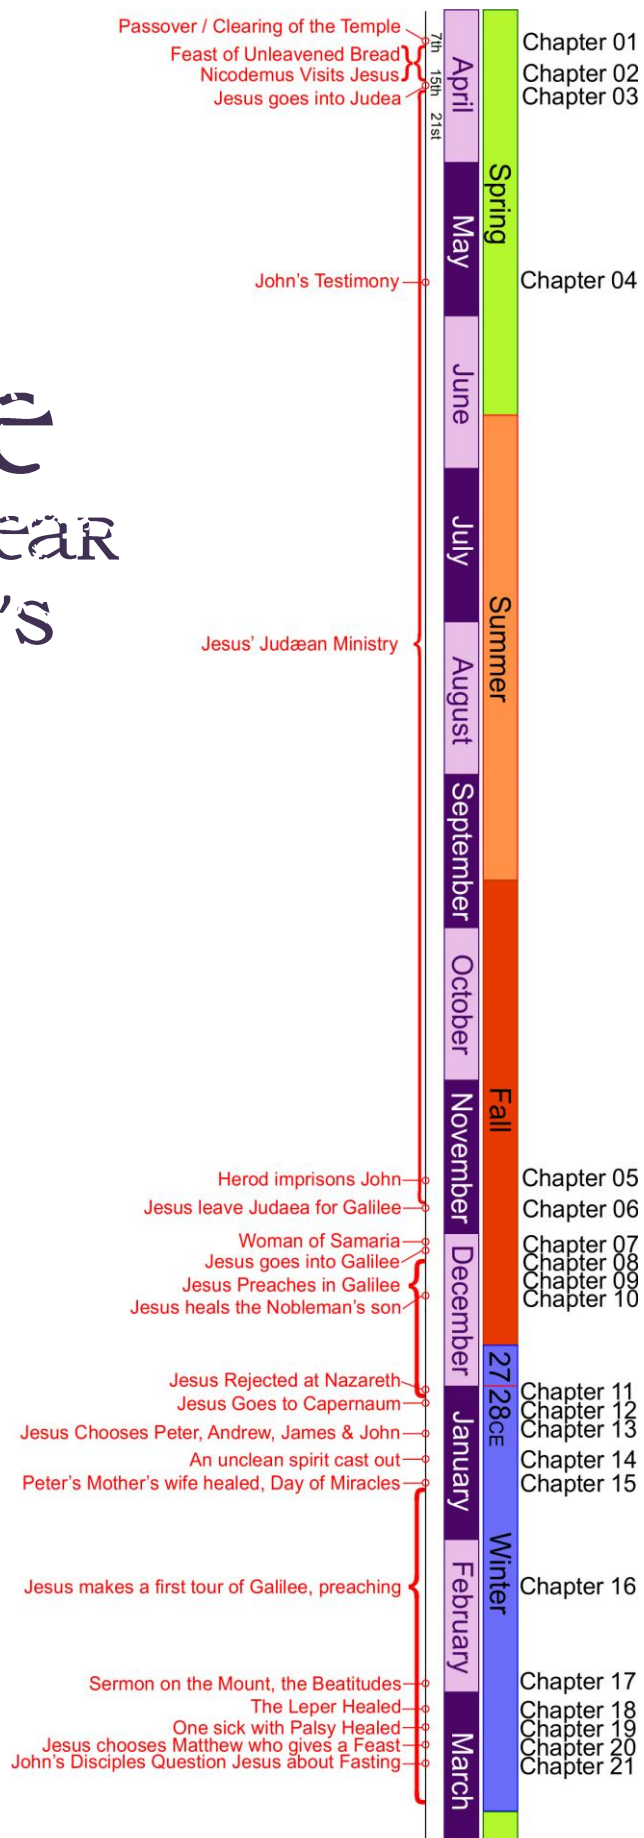 Passover / Clearing of the Temple
Feast of Unleavened Bread
Nicodemus Visits Jesus
Jesus goes into Judea
John's Testimony
Jesus' Judæan Ministry
Herod imprisons John
Jesus leave Judaea for Galilee
Woman of Samaria
Jesus goes into Galilee
Jesus Preaches in Galilee
Jesus heals the Nobleman's son
Jesus Rejected at Nazareth
Jesus Goes to Capernaum
Jesus Chooses Peter, Andrew, James & John
An unclean spirit cast out
Peter's Mother's wife healed, Day of Miracles
Jesus makes a first tour of Galilee, preaching
Sermon on the Mount, the Beatitudes
The Leper Healed
One sick with Palsy Healed
Jesus chooses Matthew who gives a Feast
John's Disciples Question Jesus about Fasting
7th
15th
21st
April
May
June
July
August
September
October
November
December
January
February
March
Spring
Summer
Fall
27
28CE
Winter
Chapter 01
Chapter 02
Chapter 03
Chapter 04
Chapter 05
Chapter 06
Chapter 07
Chapter 08
Chapter 09
Chapter 10
Chapter 11
Chapter 12
Chapter 13
Chapter 14
Chapter 15
Chapter 16
Chapter 17
Chapter 18
Chapter 19
Chapter 20
Chapter 21
ear
's